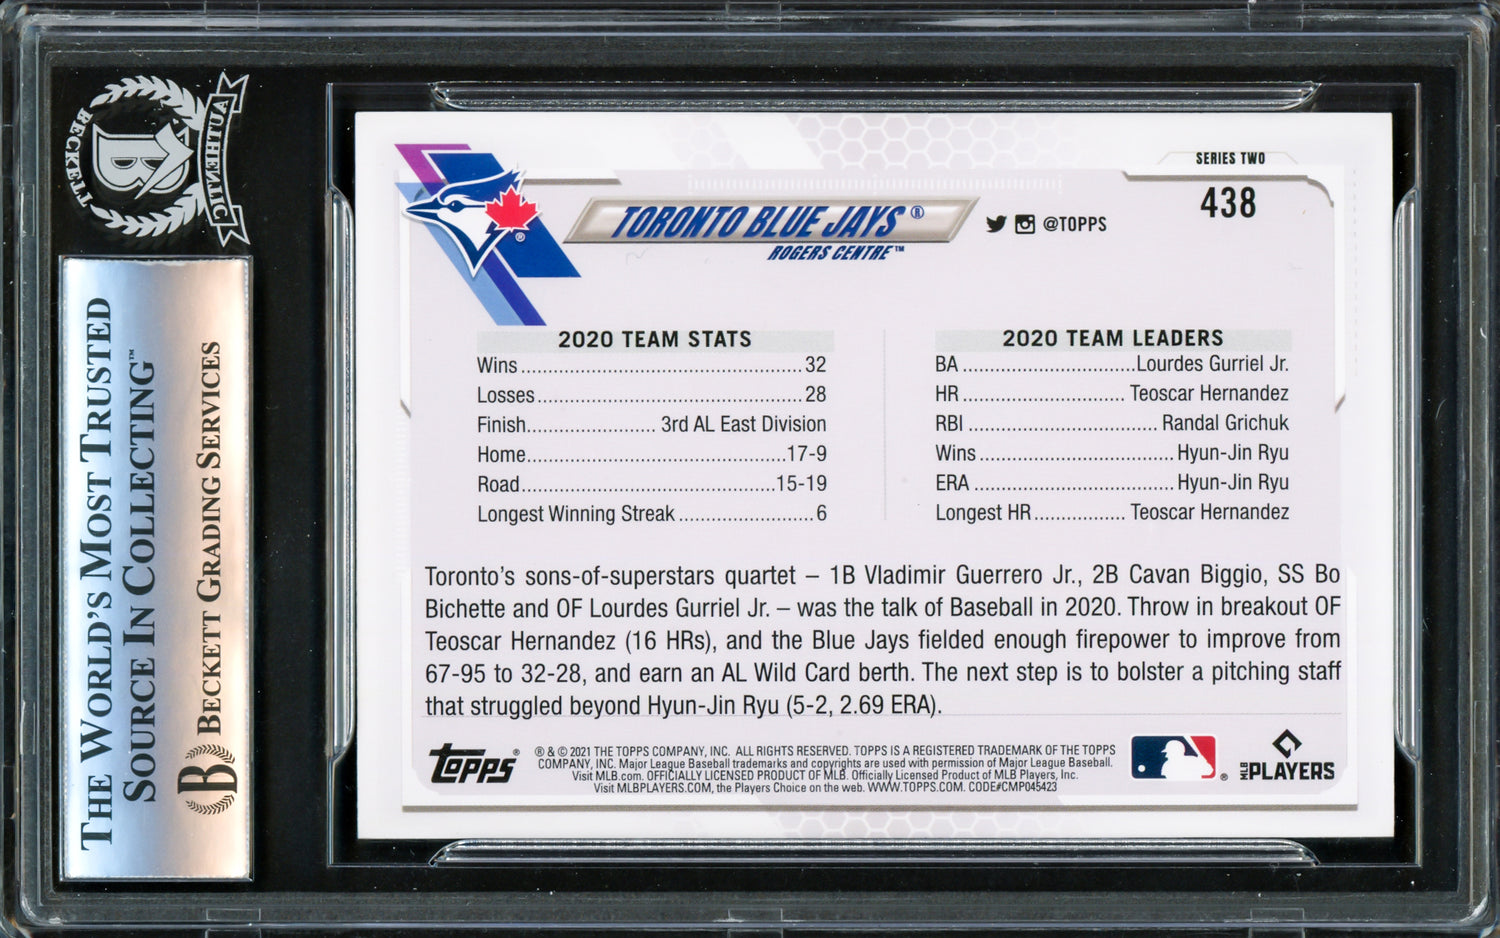 BECKETT
AUTHENTIC
B
THE WORLD'S MOST TRUSTED
SOURCE IN COLLECTING™
B BECKETT GRADING SERVICES
SERIES TWO
438
TORONTO BLUE JAYS®
ROGERS CENTRE™
@TOPPS
®
2020 TEAM STATS
Wins 32
Losses 28
Finish 3rd AL East Division
Home 17-9
Road 15-19
Longest Winning Streak 6
2020 TEAM LEADERS
BA Lourdes Gurriel Jr.
HR Teoscar Hernandez
RBI Randal Grichuk
Wins Hyun-Jin Ryu
ERA Hyun-Jin Ryu
Longest HR Teoscar Hernandez
Toronto's sons-of-superstars quartet – 1B Vladimir Guerrero Jr., 2B Cavan Biggio, SS Bo
Bichette and OF Lourdes Gurriel Jr. – was the talk of Baseball in 2020. Throw in breakout OF
Teoscar Hernandez (16 HRs), and the Blue Jays fielded enough firepower to improve from
67-95 to 32-28, and earn an AL Wild Card berth. The next step is to bolster a pitching staff
that struggled beyond Hyun-Jin Ryu (5-2, 2.69 ERA).
TOPPS®
® & © 2021 THE TOPPS COMPANY, INC. ALL RIGHTS RESERVED. TOPPS IS A REGISTERED TRADEMARK OF THE TOPPS
COMPANY, INC. Major League Baseball trademarks and copyrights are used with permission of Major League Baseball.
Visit MLB.com. OFFICIALLY LICENSED PRODUCT OF MLB. Officially Licensed Product of MLB Players, Inc.
Visit MLBPLAYERS.COM, the Players Choice on the web. WWW.TOPPS.COM. CODE#CMP045423
®
MLB PLAYERS